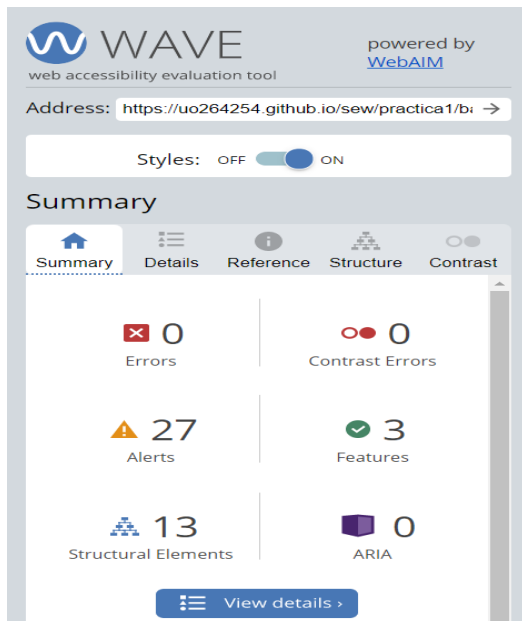 WAVE
powered by
WebAIM
web accessibility evaluation tool
Address: https://uo264254.github.io/sew/practica1/
Styles: OFF ON
Summary
Summary Details Reference Structure Contrast
0 0
Errors Contrast Errors
27 3
Alerts Features
13 0
Structural Elements ARIA
View details ›